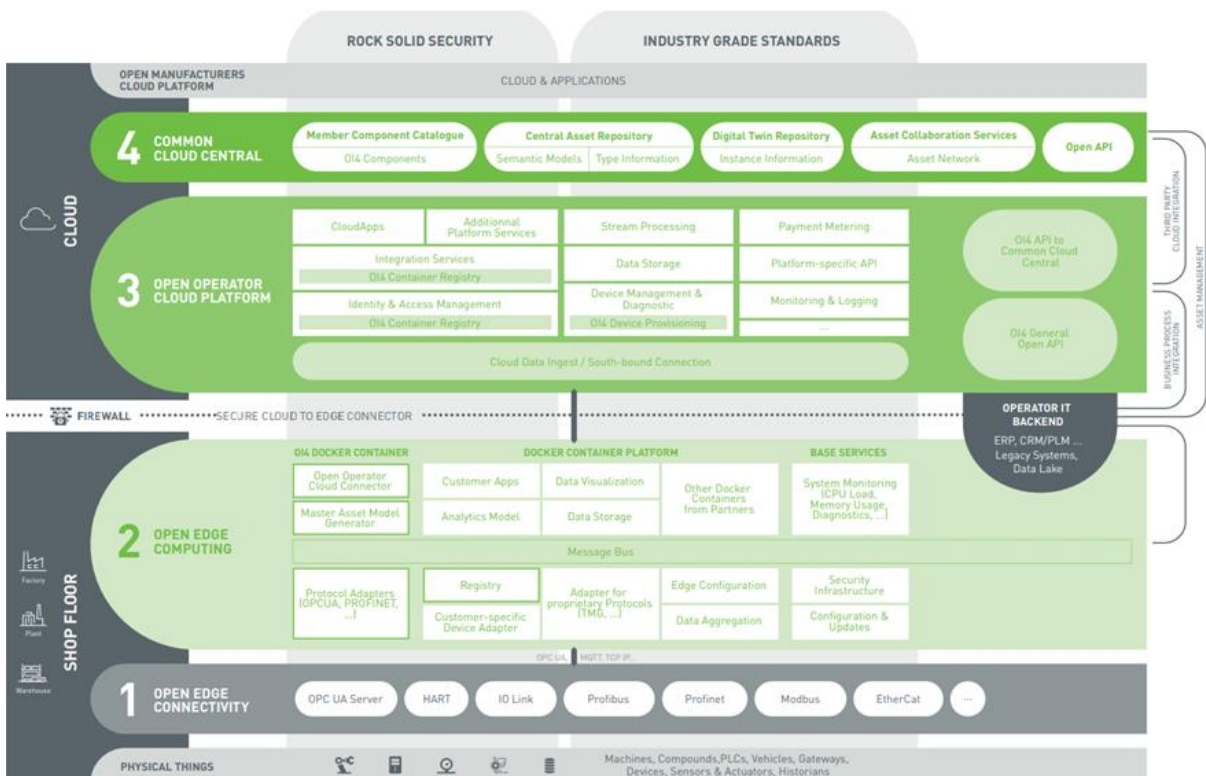 ROCK SOLID SECURITY
INDUSTRY GRADE STANDARDS
OPEN MANUFACTURERS
CLOUD PLATFORM
CLOUD & APPLICATIONS
CLOUD
4
COMMON
CLOUD CENTRAL
Member Component Catalogue
OI4 Components
Central Asset Repository
Semantic Models
Type Information
Digital Twin Repository
Instance Information
Asset Collaboration Services
Asset Network
Open API
3
OPEN OPERATOR
CLOUD PLATFORM
CloudApps
Additionnal
Platform Services
Stream Processing
Payment Metering
Integration Services
OI4 Container Registry
Data Storage
Platform-specific API
Identity & Access Management
OI4 Container Registry
Device Management &
Diagnostic
OI4 Device Provisioning
Monitoring & Logging
...
Cloud Data Ingest / South-bound Connection
OI4 API to
Common Cloud
Central
OI4 General
Open API
THIRD PARTY
CLOUD INTEGRATION
BUSINESS PROCESS
INTEGRATION
ASSET MANAGEMENT
FIREWALL
SECURE CLOUD TO EDGE CONNECTOR
OPERATOR IT
BACKEND
ERP, CRM/PLM ...
Legacy Systems,
Data Lake
SHOP FLOOR
Factory
Plant
Warehouse
2
OPEN EDGE
COMPUTING
OI4 DOCKER CONTAINER
DOCKER CONTAINER PLATFORM
BASE SERVICES
Open Operator
Cloud Connector
Customer Apps
Data Visualization
Other Docker
Containers
from Partners
System Monitoring
(CPU Load,
Memory Usage,
Diagnostics, ...)
Master Asset Model
Generator
Analytics Model
Data Storage
Message Bus
Protocol Adapters
(OPCUA, PROFINET,
...)
Registry
Customer-specific
Device Adapter
Adapter for
proprietary Protocols
(TMG, ...)
Edge Configuration
Data Aggregation
Security
Infrastructure
Configuration &
Updates
OPC UA, MQTT, TCP IP...
1
OPEN EDGE
CONNECTIVITY
OPC UA Server
HART
IO Link
Profibus
Profinet
Modbus
EtherCat
...
PHYSICAL THINGS
Machines, Compounds,PLCs, Vehicles, Gateways,
Devices, Sensors & Actuators, Historians